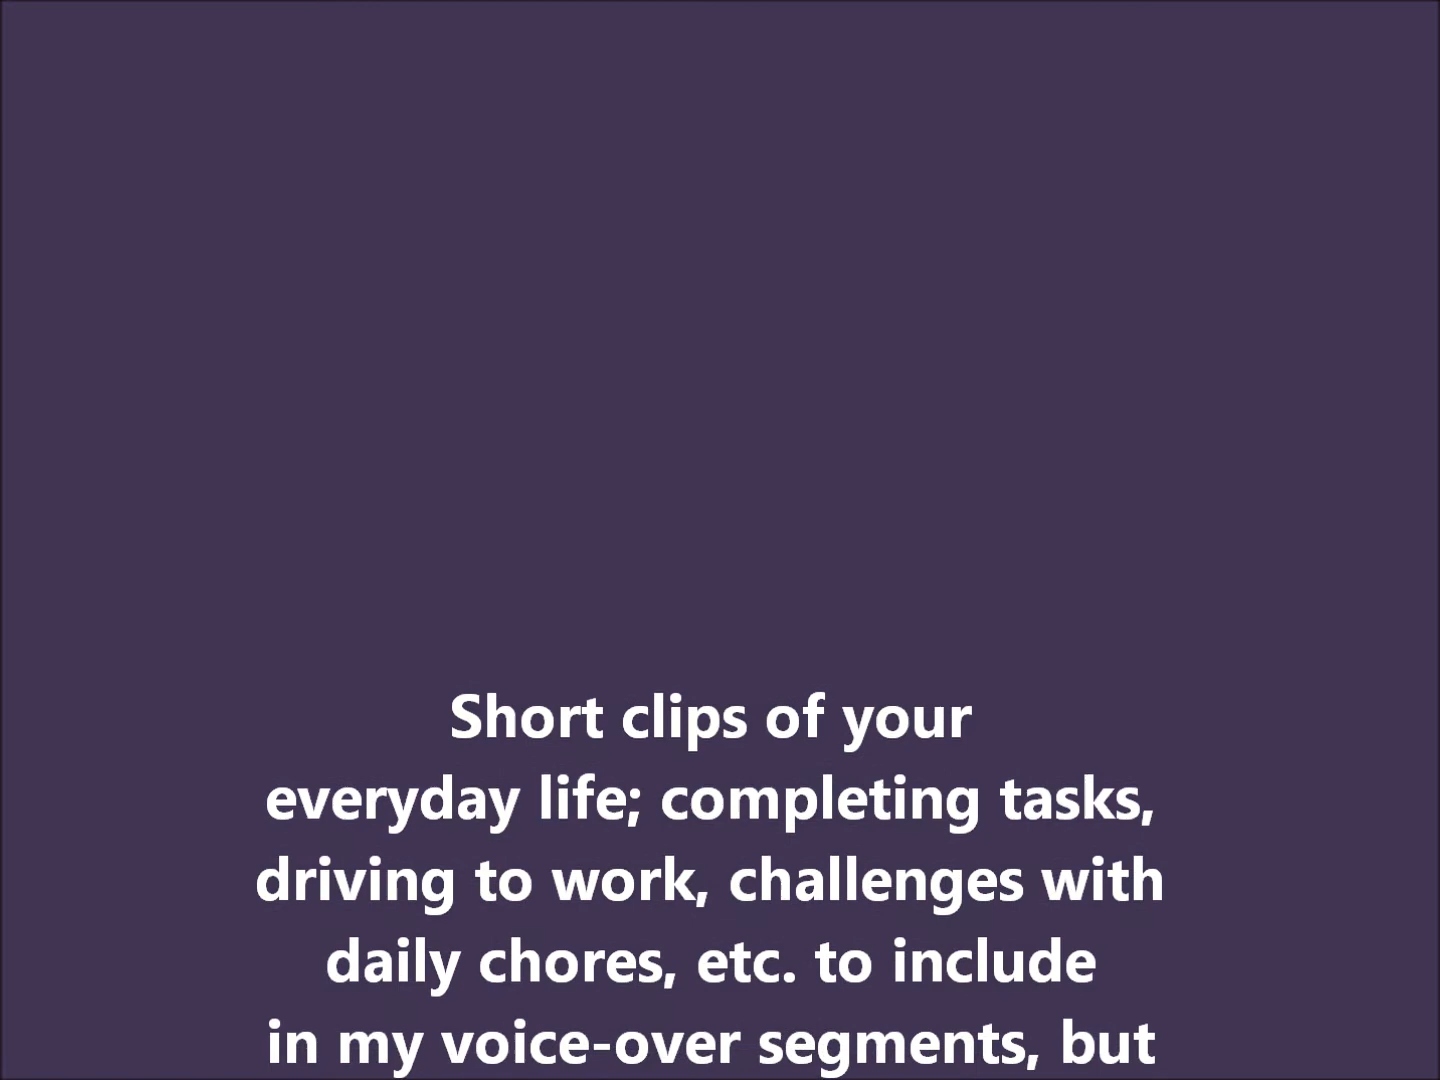 Short clips of your
everyday life; completing tasks,
driving to work, challenges with
daily chores, etc. to include
in my voice-over segments, but